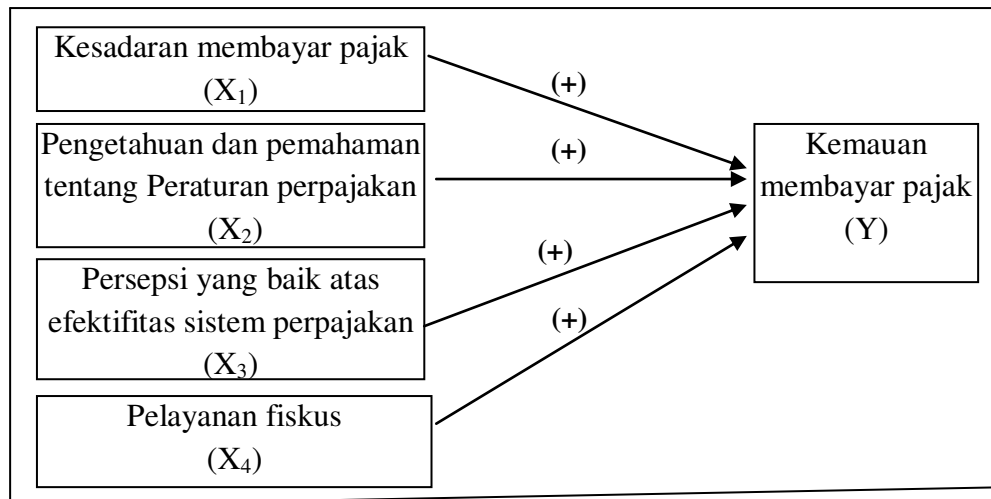 Kesadaran membayar pajak
(X₁)
(+)
Pengetahuan dan pemahaman
tentang Peraturan perpajakan
(X₂)
(+)
Persepsi yang baik atas
efektifitas sistem perpajakan
(X₃)
(+)
Pelayanan fiskus
(X₄)
(+)
Kemauan
membayar pajak
(Y)